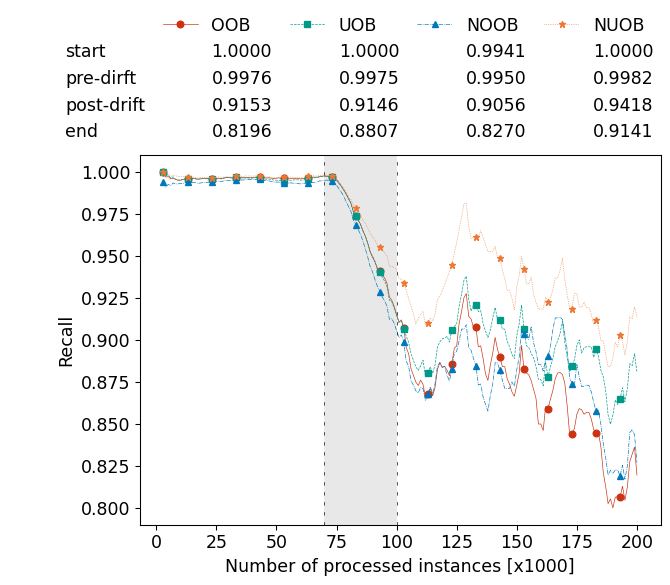 OOB UOB NOOB NUOB
start 1.0000 1.0000 0.9941 1.0000
pre-dirft 0.9976 0.9975 0.9950 0.9982
post-drift 0.9153 0.9146 0.9056 0.9418
end 0.8196 0.8807 0.8270 0.9141
1.000
0.975
0.950
0.925
0.900
0.875
0.850
0.825
0.800
Recall
0 25 50 75 100 125 150 175 200
Number of processed instances [x1000]